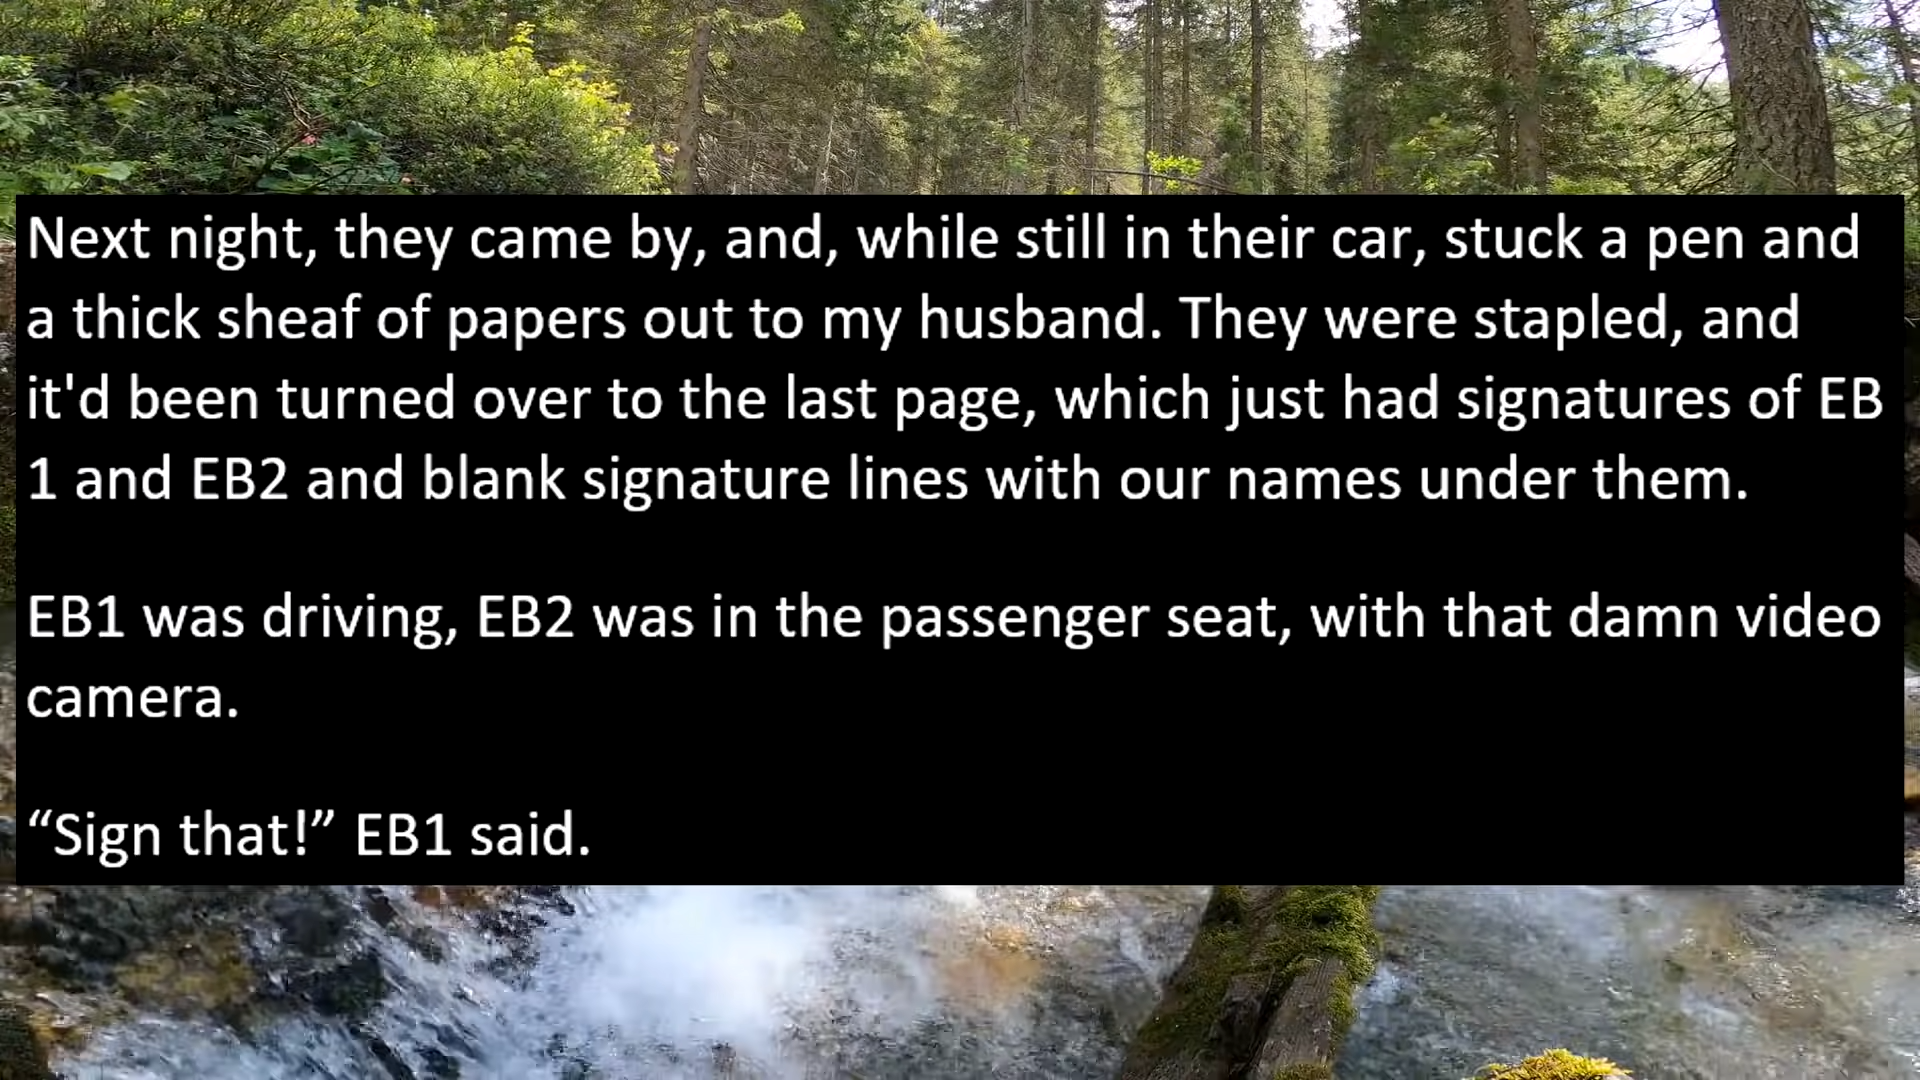 Next night, they came by, and, while still in their car, stuck a pen and
a thick sheaf of papers out to my husband. They were stapled, and
it'd been turned over to the last page, which just had signatures of EB
1 and EB2 and blank signature lines with our names under them.
EB1 was driving, EB2 was in the passenger seat, with that damn video
camera.
“Sign that!” EB1 said.